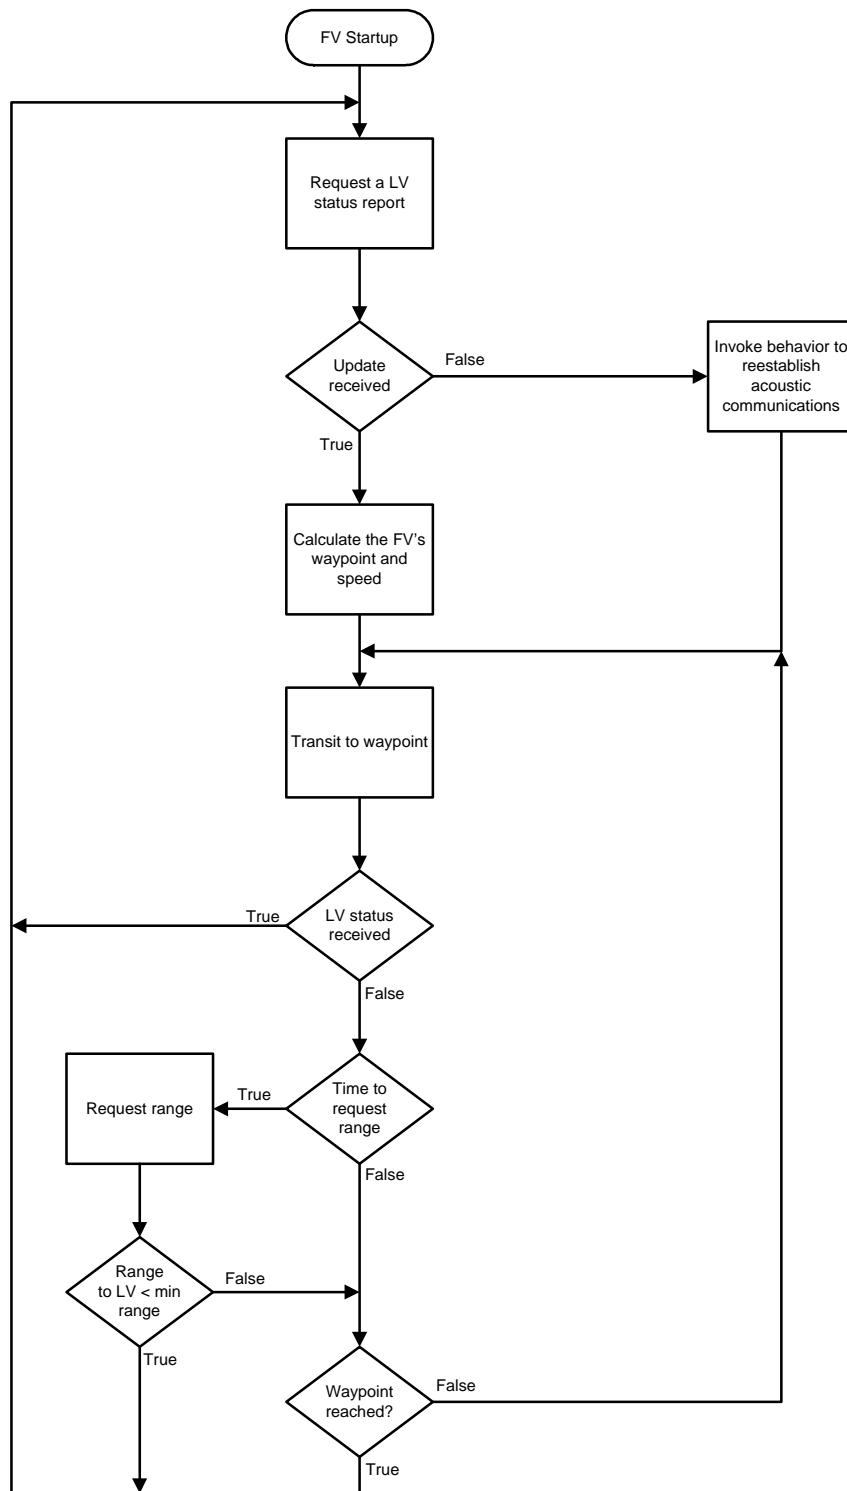 FV Startup
Request a LV
status report
Update
received
False
Invoke behavior to
reestablish
acoustic
communications
True
Calculate the FV's
waypoint and
speed
Transit to waypoint
LV status
received
True
False
Time to
request
range
True
Request range
False
Range
to LV < min
range
False
True
Waypoint
reached?
False
True